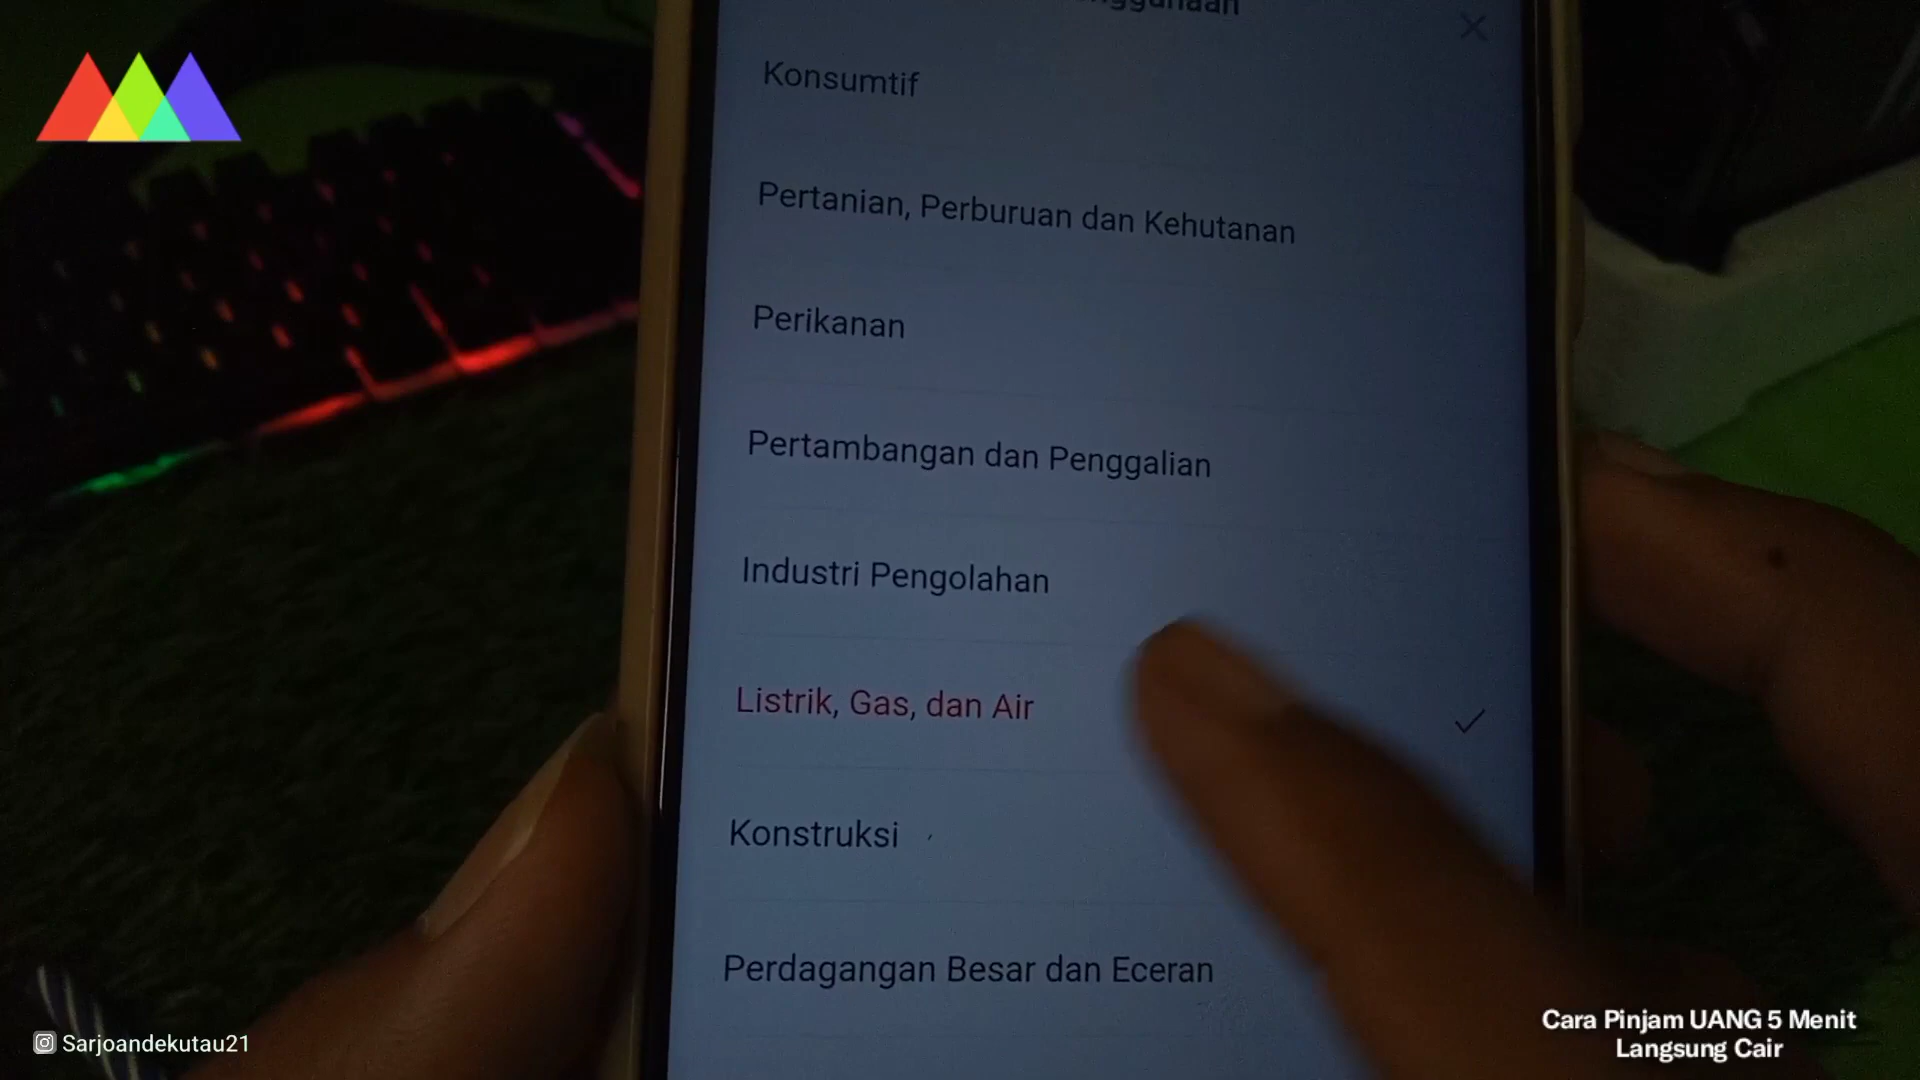 Konsumtif
Pertanian, Perburuan dan Kehutanan
Perikanan
Pertambangan dan Penggalian
Industri Pengolahan
Listrik, Gas, dan Air
Konstruksi
Perdagangan Besar dan Eceran
Sarjoandekutau21
Cara Pinjam UANG 5 Menit
Langsung Cair